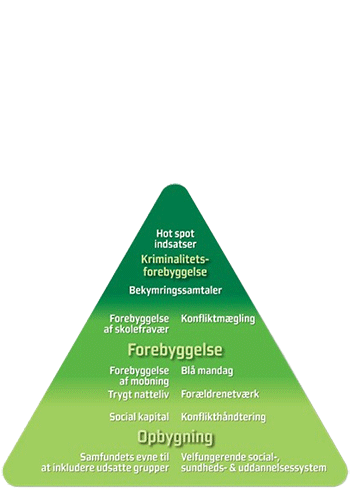 Hot spot
indsatser
Kriminalitets-
forebyggelse
Bekymringssamtaler
Forebyggelse
af skolefravær
Konfliktmægling
Forebyggelse
Forebyggelse
af mobning
Blå mandag
Trygt natteliv
Forældrenetværk
Social kapital
Konflikthåndtering
Opbygning
Samfundets evne til
at inkludere udsatte grupper
Velfungerende social-,
sundheds- & uddannelsessystem